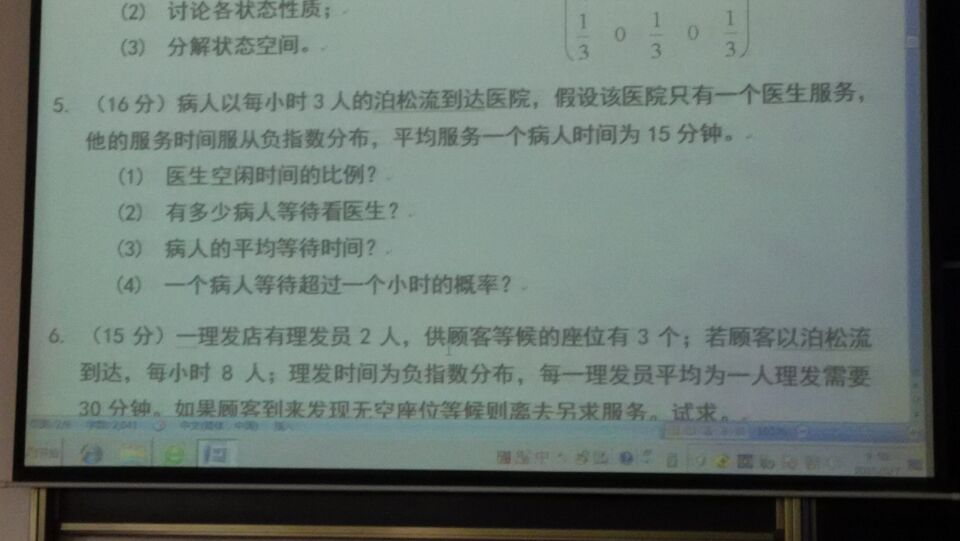 (2) 讨论各状态性质;
(3) 分解状态空间。
1/3 0 1/3 0 1/3
5. (16分)病人以每小时3人的泊松流到达医院,假设该医院只有一个医生服务,
他的服务时间服从负指数分布,平均服务一个病人时间为15分钟。
(1) 医生空闲时间的比例?
(2) 有多少病人等待看医生?
(3) 病人的平均等待时间?
(4) 一个病人等待超过一个小时的概率?
6. (15分)一理发店有理发员2人,供顾客等候的座位有3个;若顾客以泊松流
到达,每小时8人;理发时间为负指数分布,每一理发员平均为一人理发需要
30分钟。如果顾客到来发现无空座位等候则离去另求服务。试求。